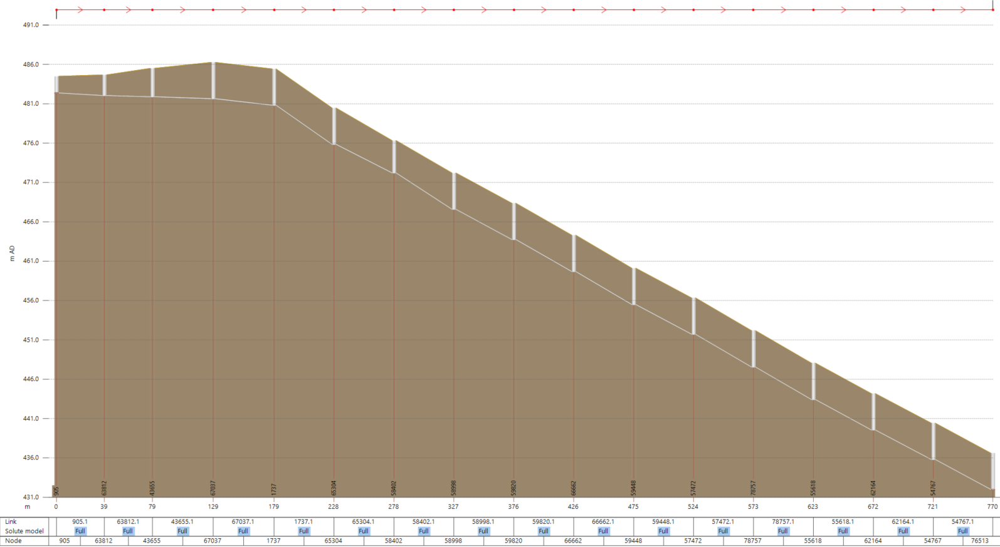 491.0
486.0
481.0
476.0
471.0
466.0
461.0
456.0
451.0
446.0
441.0
436.0
431.0
m AD
905 63812 43655 67037 1737 65304 58402 58998 59820 66662 59448 57472 78757 55618 62164 54767
m 0 39 79 129 179 228 278 327 376 426 475 524 573 623 672 721 770
Link 905.1 63812.1 43655.1 67037.1 1737.1 65304.1 58402.1 58998.1 59820.1 66662.1 59448.1 57472.1 78757.1 55618.1 62164.1 54767.1
Solute model Full Full Full Full Full Full Full Full Full Full Full Full Full Full Full Full
Node 905 63812 43655 67037 1737 65304 58402 58998 59820 66662 59448 57472 78757 55618 62164 54767 76513